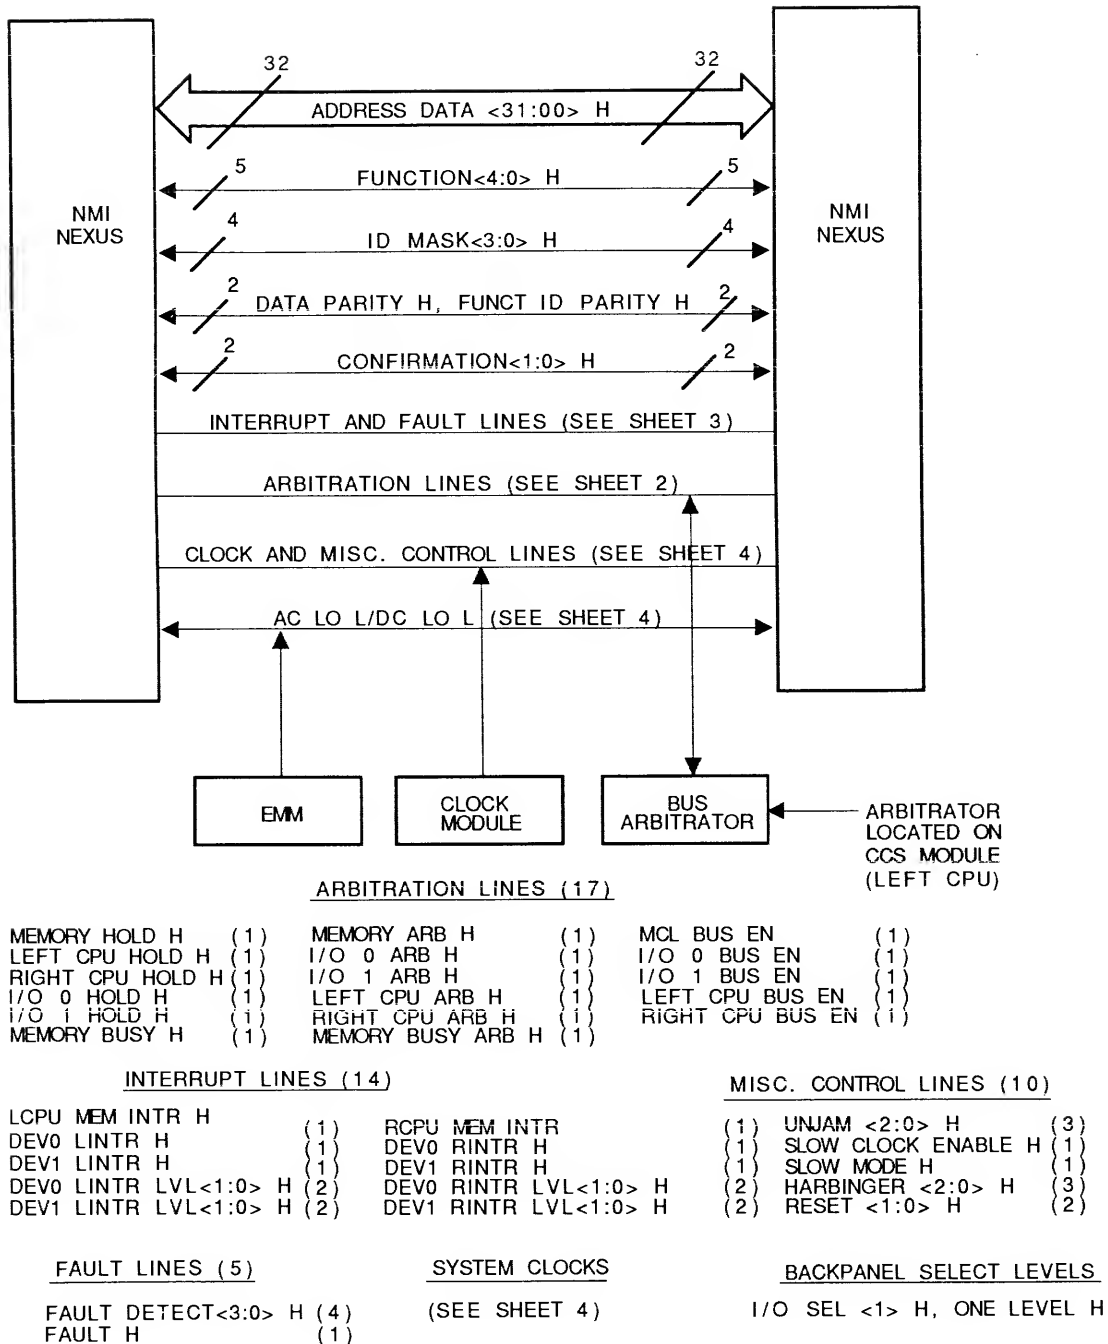 32 32
ADDRESS DATA <31:00> H
5 FUNCTION<4:0> H 5
NMI
NEXUS
NMI
NEXUS
4 ID MASK<3:0> H 4
2 DATA PARITY H, FUNCT ID PARITY H 2
2 CONFIRMATION<1:0> H 2
INTERRUPT AND FAULT LINES (SEE SHEET 3)
ARBITRATION LINES (SEE SHEET 2)
CLOCK AND MISC. CONTROL LINES (SEE SHEET 4)
AC LO L/DC LO L (SEE SHEET 4)
EMM
CLOCK
MODULE
BUS
ARBITRATOR
ARBITRATOR
LOCATED ON
CCS MODULE
(LEFT CPU)
ARBITRATION LINES (17)
MEMORY HOLD H (1) MEMORY ARB H (1) MCL BUS EN (1)
LEFT CPU HOLD H (1) I/O 0 ARB H (1) I/O 0 BUS EN (1)
RIGHT CPU HOLD H (1) I/O 1 ARB H (1) I/O 1 BUS EN (1)
I/O 0 HOLD H (1) LEFT CPU ARB H (1) LEFT CPU BUS EN (1)
I/O 1 HOLD H (1) RIGHT CPU ARB H (1) RIGHT CPU BUS EN (1)
MEMORY BUSY H (1) MEMORY BUSY ARB H (1)
INTERRUPT LINES (14) MISC. CONTROL LINES (10)
LCPU MEM INTR H (1) RCPU MEM INTR (1) UNJAM <2:0> H (3)
DEV0 LINTR H (1) DEV0 RINTR H (1) SLOW CLOCK ENABLE H (1)
DEV1 LINTR H (1) DEV1 RINTR H (1) SLOW MODE H (1)
DEV0 LINTR LVL<1:0> H (2) DEV0 RINTR LVL<1:0> H (2) HARBINGER <2:0> H (3)
DEV1 LINTR LVL<1:0> H (2) DEV1 RINTR LVL<1:0> H (2) RESET <1:0> H (2)
FAULT LINES (5) SYSTEM CLOCKS BACKPANEL SELECT LEVELS
FAULT DETECT<3:0> H (4) (SEE SHEET 4) I/O SEL <1> H, ONE LEVEL H
FAULT H (1)